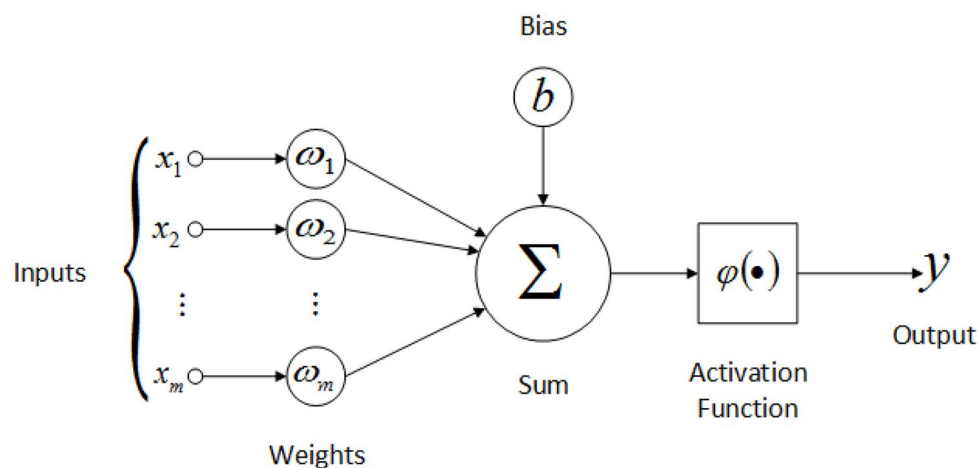 Bias
b
x₁ ω₁
x₂ ω₂
Inputs
⋮ ⋮
Σ
φ(•)
y
Output
xₘ ωₘ
Sum
Activation
Function
Weights